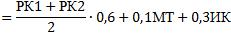 = РК1 + РК2 / 2 · 0,6 + 0,1МТ + 0,3ИК